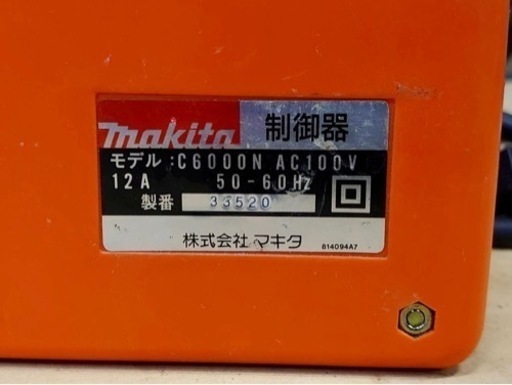 makita 制御器
モデル:C6000N AC100V
12A 50-60Hz
製番 33520
株式会社マキタ 814094A7